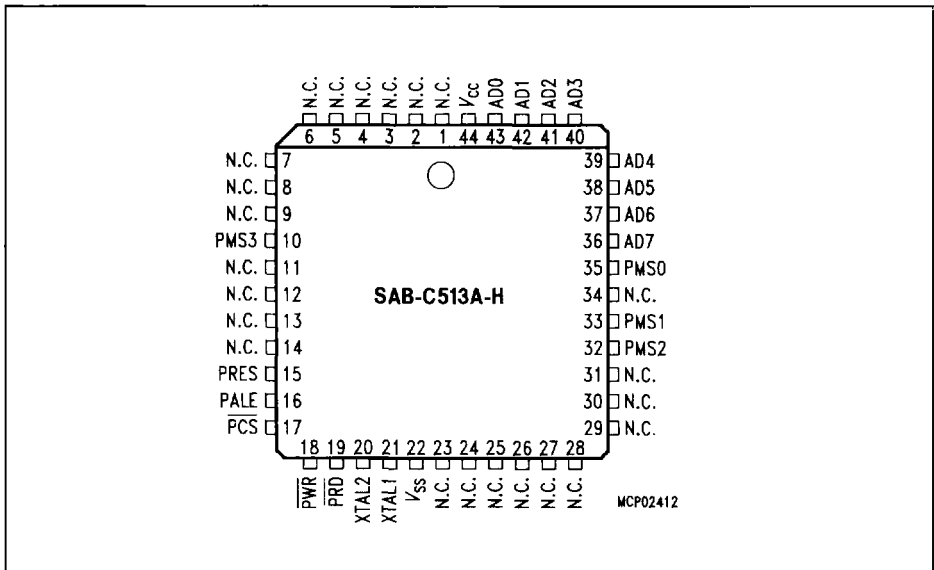 N.C. N.C. N.C. N.C. N.C. N.C. VCC AD0 AD1 AD2 AD3
6 5 4 3 2 1 44 43 42 41 40
N.C. 7 39 AD4
N.C. 8 38 AD5
N.C. 9 37 AD6
PMS3 10 36 AD7
N.C. 11 35 PMS0
N.C. 12 34 N.C.
SAB-C513A-H
N.C. 13 33 PMS1
N.C. 14 32 PMS2
PRES 15 31 N.C.
PALE 16 30 N.C.
PCS 17 29 N.C.
18 19 20 21 22 23 24 25 26 27 28
PWR PRD XTAL2 XTAL1 VSS N.C. N.C. N.C. N.C. N.C. N.C.
MCP02412